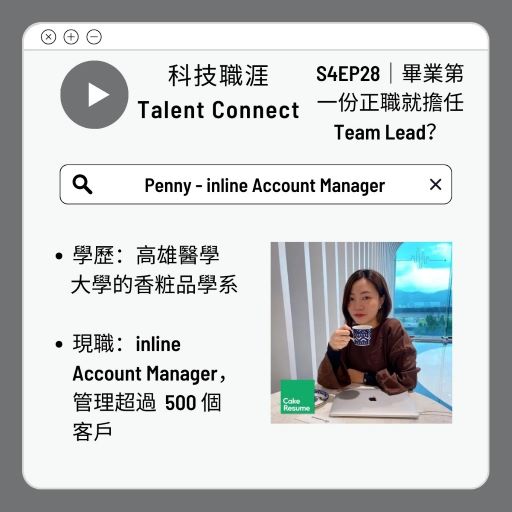 科技職涯
Talent Connect
S4EP28｜畢業第
一份正職就擔任
Team Lead？
Penny - inline Account Manager
• 學歷：高雄醫學
大學的香粧品學系
• 現職：inline
Account Manager，
管理超過 500 個
客戶
Cake
Resume